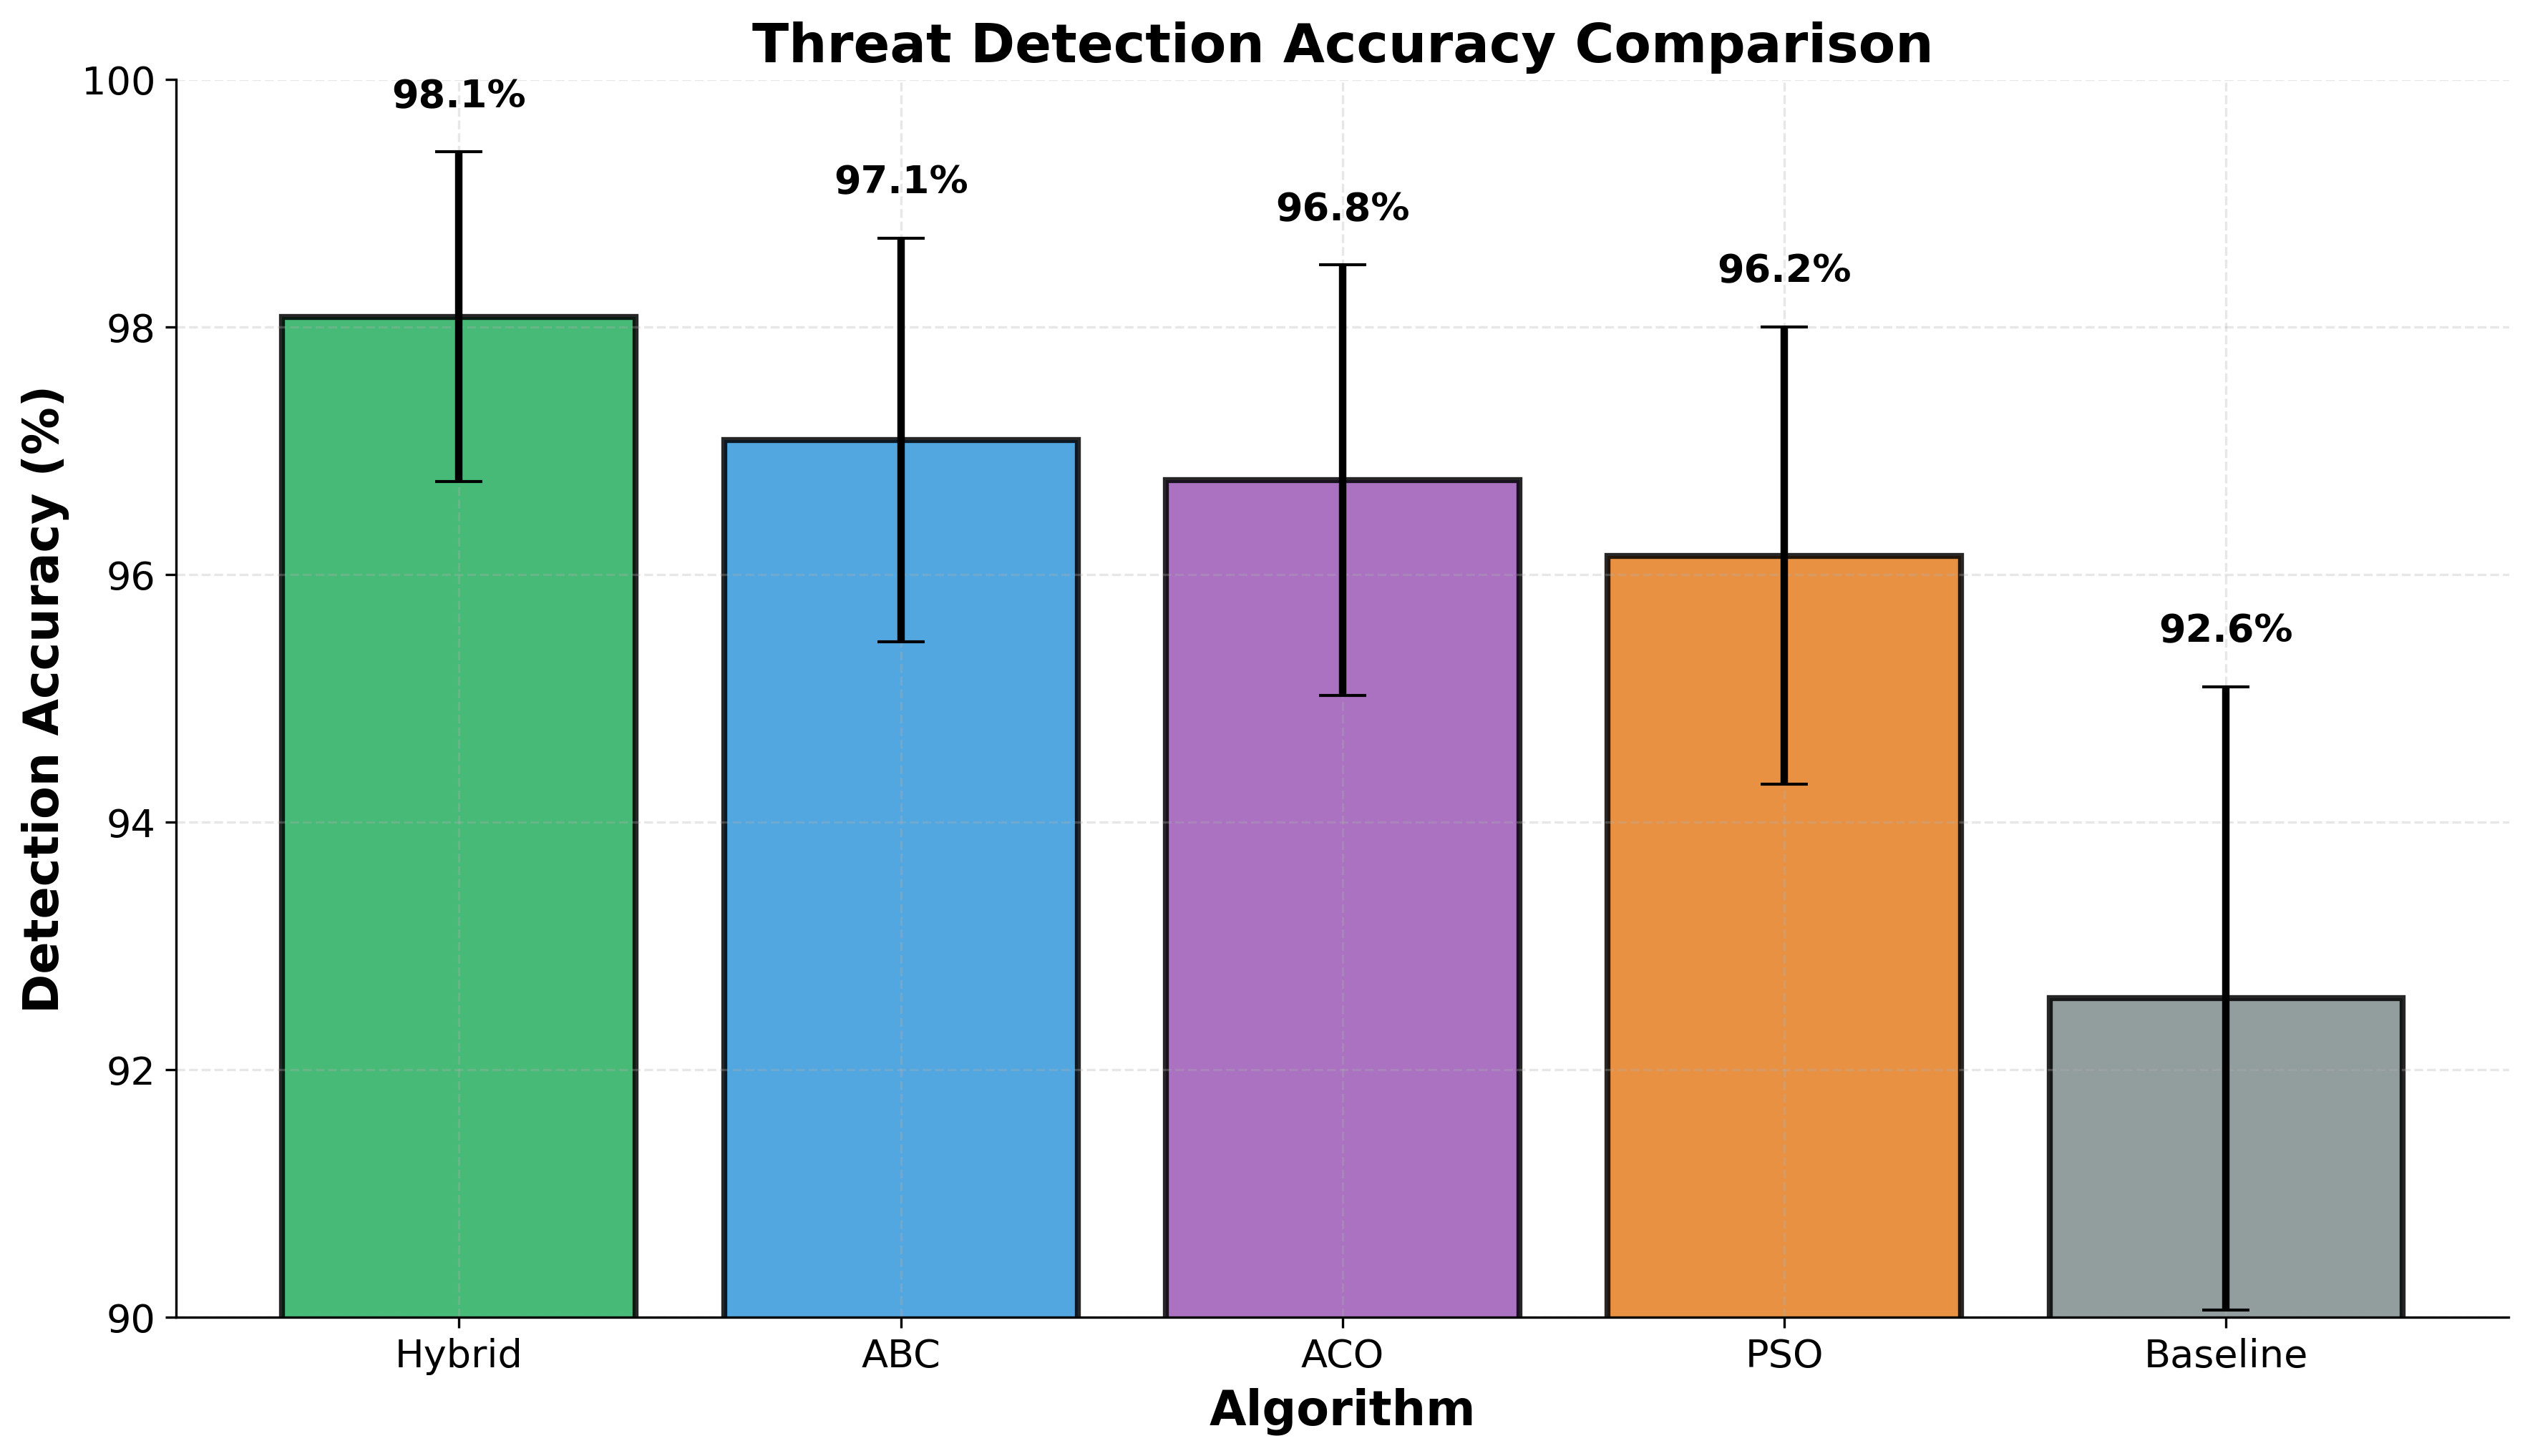 Threat Detection Accuracy Comparison
100
98
96
94
92
90
Detection Accuracy (%)
98.1%
97.1%
96.8%
96.2%
92.6%
Hybrid
ABC
ACO
PSO
Baseline
Algorithm